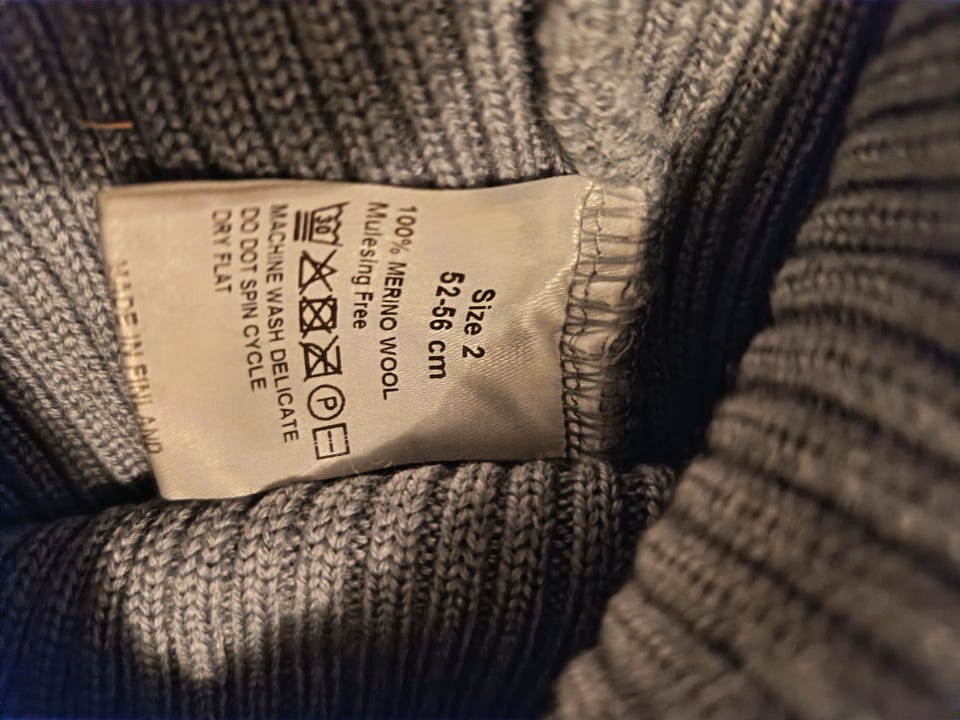 Size 2
52-56 cm
100% MERINO WOOL
Mulesing Free
30 P
MACHINE WASH DELICATE
DO DOT SPIN CYCLE
DRY FLAT
MADE IN FINLAND